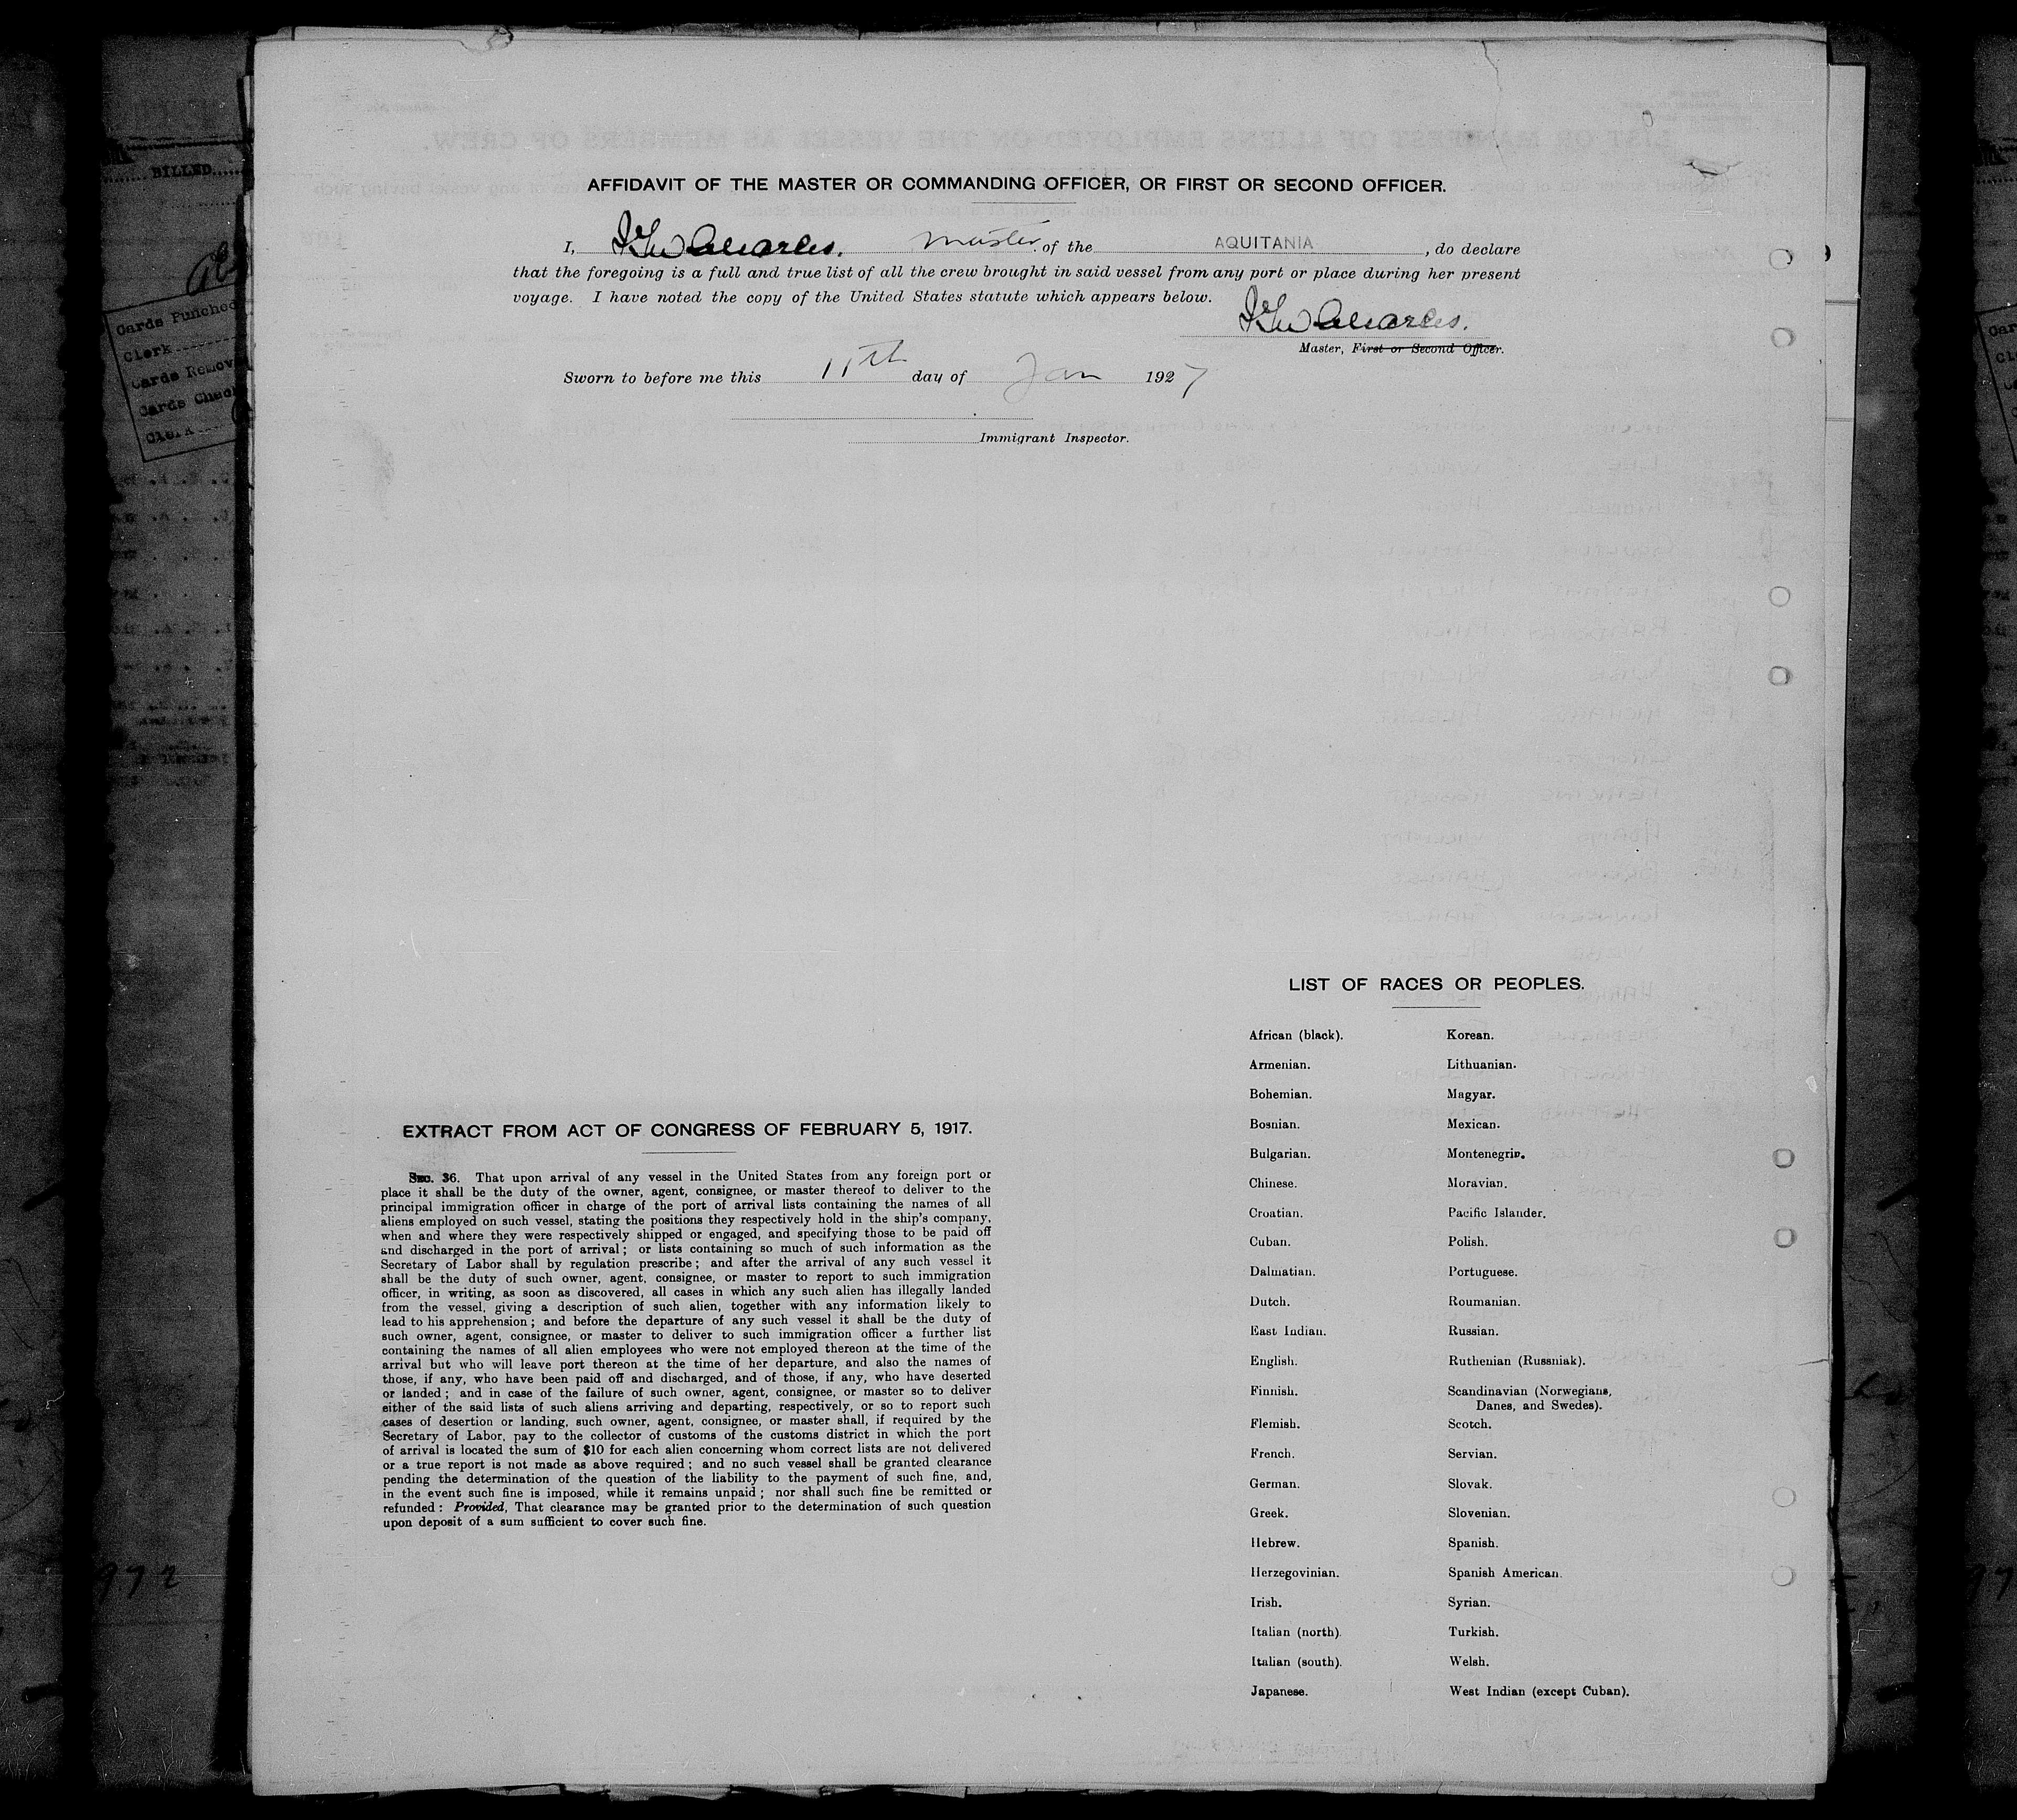 AFFIDAVIT OF THE MASTER OR COMMANDING OFFICER, OR FIRST OR SECOND OFFICER.
I, master of the AQUITANIA, do declare
that the foregoing is a full and true list of all the crew brought in said vessel from any port or place during her present
voyage. I have noted the copy of the United States statute which appears below.
Master, First or Second Officer.
Sworn to before me this 11th day of Jan 1927
Immigrant Inspector.
EXTRACT FROM ACT OF CONGRESS OF FEBRUARY 5, 1917.
SEC. 36. That upon arrival of any vessel in the United States from any foreign port or
place it shall be the duty of the owner, agent, consignee, or master thereof to deliver to the
principal immigration officer in charge of the port of arrival lists containing the names of all
aliens employed on such vessel, stating the positions they respectively hold in the ship's company,
when and where they were respectively shipped or engaged, and specifying those to be paid off
and discharged in the port of arrival; or lists containing so much of such information as the
Secretary of Labor shall by regulation prescribe; and after the arrival of any such vessel it
shall be the duty of such owner, agent, consignee, or master to report to such immigration
officer, in writing, as soon as discovered, all cases in which any such alien has illegally landed
from the vessel, giving a description of such alien, together with any information likely to
lead to his apprehension; and before the departure of any such vessel it shall be the duty of
such owner, agent, consignee, or master to deliver to such immigration officer a further list
containing the names of all alien employees who were not employed thereon at the time of the
arrival but who will leave port thereon at the time of her departure, and also the names of
those, if any, who have been paid off and discharged, and of those, if any, who have deserted
or landed; and in case of the failure of such owner, agent, consignee, or master so to deliver
either of the said lists of such aliens arriving and departing, respectively, or so to report such
cases of desertion or landing, such owner, agent, consignee, or master shall, if required by the
Secretary of Labor, pay to the collector of customs of the customs district in which the port
of arrival is located the sum of $10 for each alien concerning whom correct lists are not delivered
or a true report is not made as above required; and no such vessel shall be granted clearance
pending the determination of the question of the liability to the payment of such fine, and,
in the event such fine is imposed, while it remains unpaid; nor shall such fine be remitted or
refunded: Provided, That clearance may be granted prior to the determination of such question
upon deposit of a sum sufficient to cover such fine.
LIST OF RACES OR PEOPLES.
African (black).
Armenian.
Bohemian.
Bosnian.
Bulgarian.
Chinese.
Croatian.
Cuban.
Dalmatian.
Dutch.
East Indian.
English.
Finnish.
Flemish.
French.
German.
Greek.
Hebrew.
Herzegovinian.
Irish.
Italian (north).
Italian (south).
Japanese.
Korean.
Lithuanian.
Magyar.
Mexican.
Montenegrin.
Moravian.
Pacific Islander.
Polish.
Portuguese.
Roumanian.
Russian.
Ruthenian (Russniak).
Scandinavian (Norwegians,
Danes, and Swedes).
Scotch.
Servian.
Slovak.
Slovenian.
Spanish.
Spanish American.
Syrian.
Turkish.
Welsh.
West Indian (except Cuban).
BILLED
Cards Punched
Clerk
Cards
Cards
Clerk
972